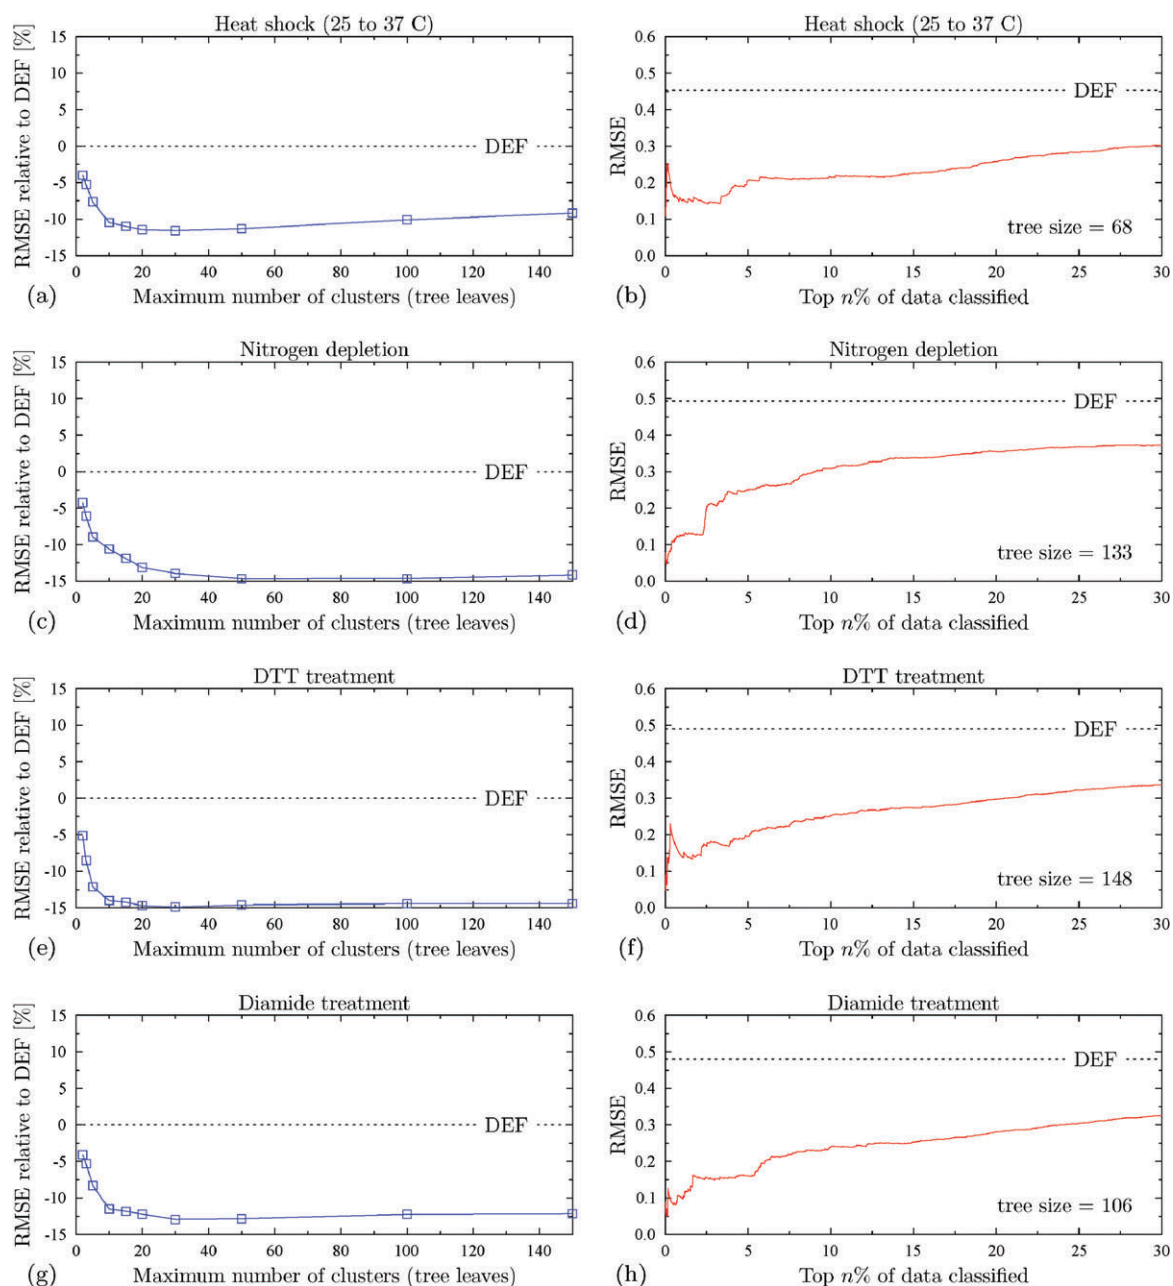 Heat shock (25 to 37 C)
RMSE relative to DEF [%]
15
10
5
0
-5
-10
-15
DEF
0 20 40 60 80 100 120 140
(a) Maximum number of clusters (tree leaves)
Heat shock (25 to 37 C)
RMSE
0.6
0.5
0.4
0.3
0.2
0.1
0.0
DEF
tree size = 68
0 5 10 15 20 25 30
(b) Top n% of data classified
Nitrogen depletion
RMSE relative to DEF [%]
15
10
5
0
-5
-10
-15
DEF
0 20 40 60 80 100 120 140
(c) Maximum number of clusters (tree leaves)
Nitrogen depletion
RMSE
0.6
0.5
0.4
0.3
0.2
0.1
0.0
DEF
tree size = 133
0 5 10 15 20 25 30
(d) Top n% of data classified
DTT treatment
RMSE relative to DEF [%]
15
10
5
0
-5
-10
-15
DEF
0 20 40 60 80 100 120 140
(e) Maximum number of clusters (tree leaves)
DTT treatment
RMSE
0.6
0.5
0.4
0.3
0.2
0.1
0.0
DEF
tree size = 148
0 5 10 15 20 25 30
(f) Top n% of data classified
Diamide treatment
RMSE relative to DEF [%]
15
10
5
0
-5
-10
-15
DEF
0 20 40 60 80 100 120 140
(g) Maximum number of clusters (tree leaves)
Diamide treatment
RMSE
0.6
0.5
0.4
0.3
0.2
0.1
0.0
DEF
tree size = 106
0 5 10 15 20 25 30
(h) Top n% of data classified